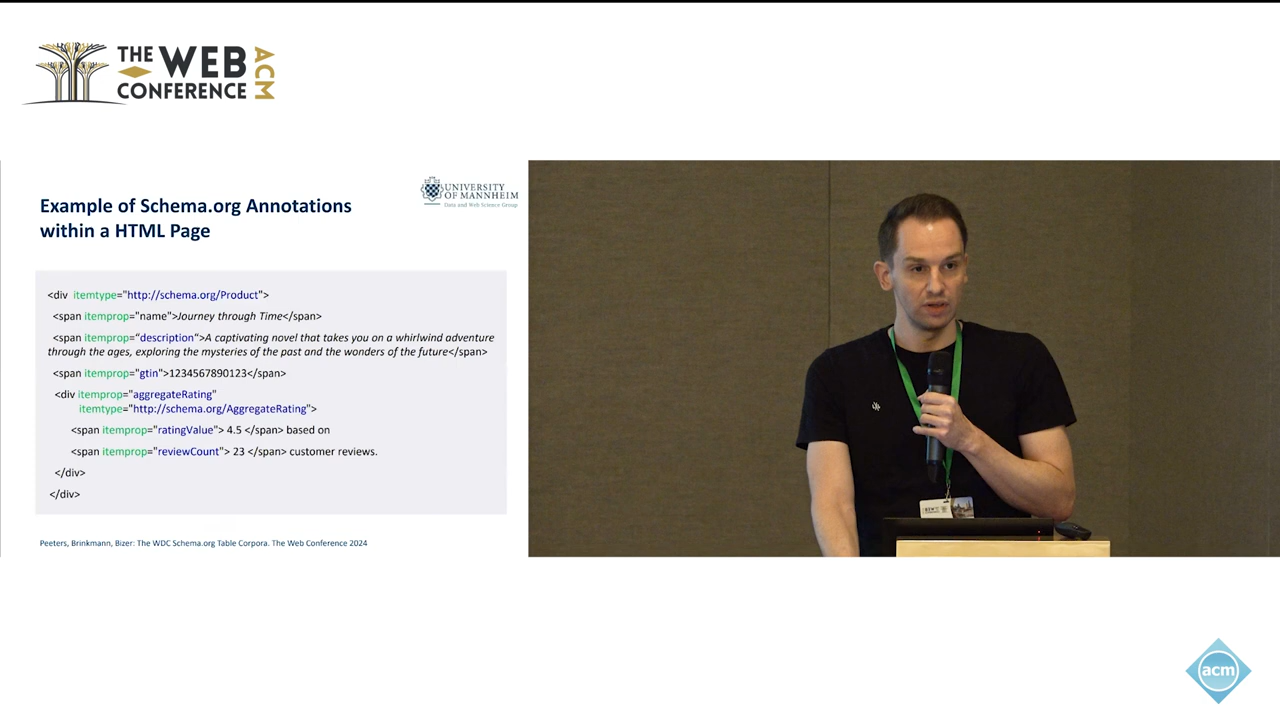 THE WEB
CONFERENCE
ACM
UNIVERSITY
OF MANNHEIM
Data and Web Science Group
Example of Schema.org Annotations
within a HTML Page
<div  itemtype="http://schema.org/Product">
<span itemprop="name">Journey through Time</span>
<span itemprop=“description“>A captivating novel that takes you on a whirlwind adventure
through the ages, exploring the mysteries of the past and the wonders of the future</span>
<span itemprop="gtin">1234567890123</span>
<div itemprop="aggregateRating"
itemtype="http://schema.org/AggregateRating">
<span itemprop="ratingValue"> 4.5 </span> based on
<span itemprop="reviewCount"> 23 </span> customer reviews.
</div>
</div>
Peeters, Brinkmann, Bizer: The WDC Schema.org Table Corpora. The Web Conference 2024
acm